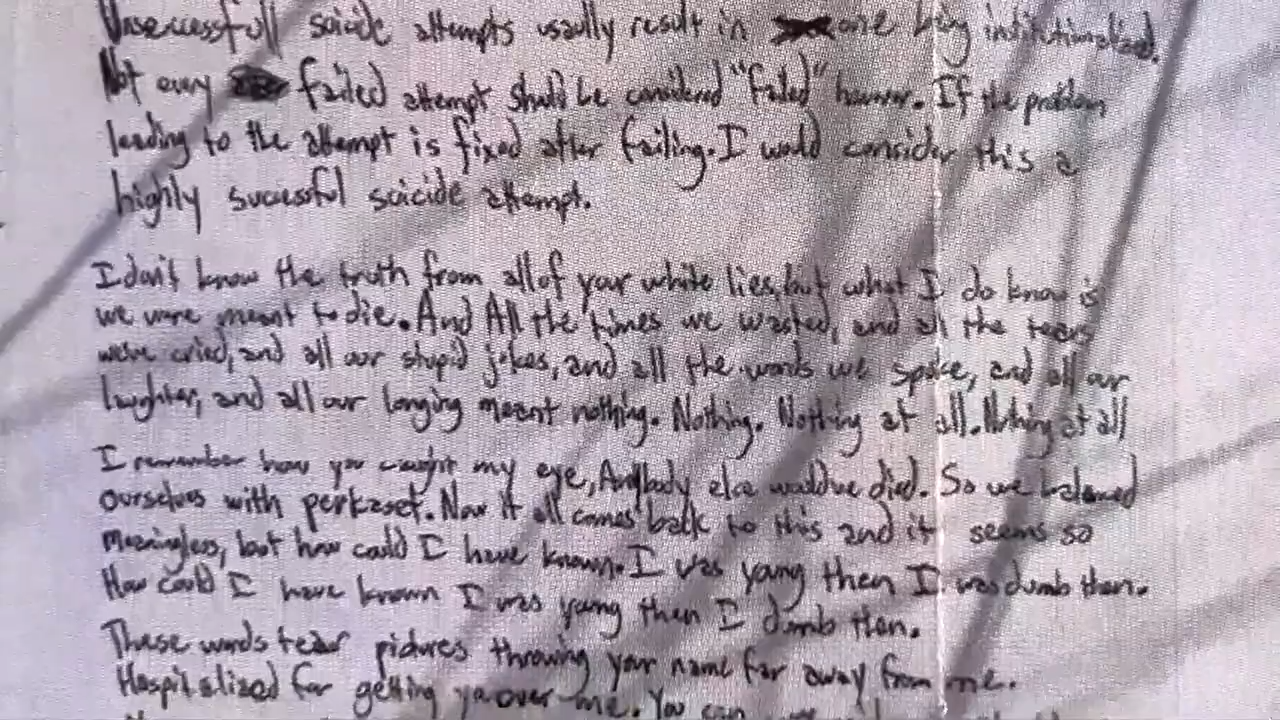 Unsecessfull suicide attempts usually result in one being institutionalized.
Not every failed attempt should be considered "failed" however. If the problem
leading to the attempt is fixed after failing. I would consider this a
highly successful suicide attempt.
I don't know the truth from all of your white lies, but what I do know is
we were meant to die. And All the times we wasted, and all the tears
we've cried, and all our stupid jokes, and all the words we spoke, and all our
laughter, and all our longing meant nothing. Nothing. Nothing at all. Nothing at all
I remember how you caught my eye, Anybody else would've died. So we
ourselves with perkaset. Now it all comes back to this and it seems so
meaningless, but how could I have known. I was young then I was dumb then.
How could I have known I was young then I dumb then.
These words tear pictures throwing your name far away from me.
Hospitalized for getting ya over me. You can